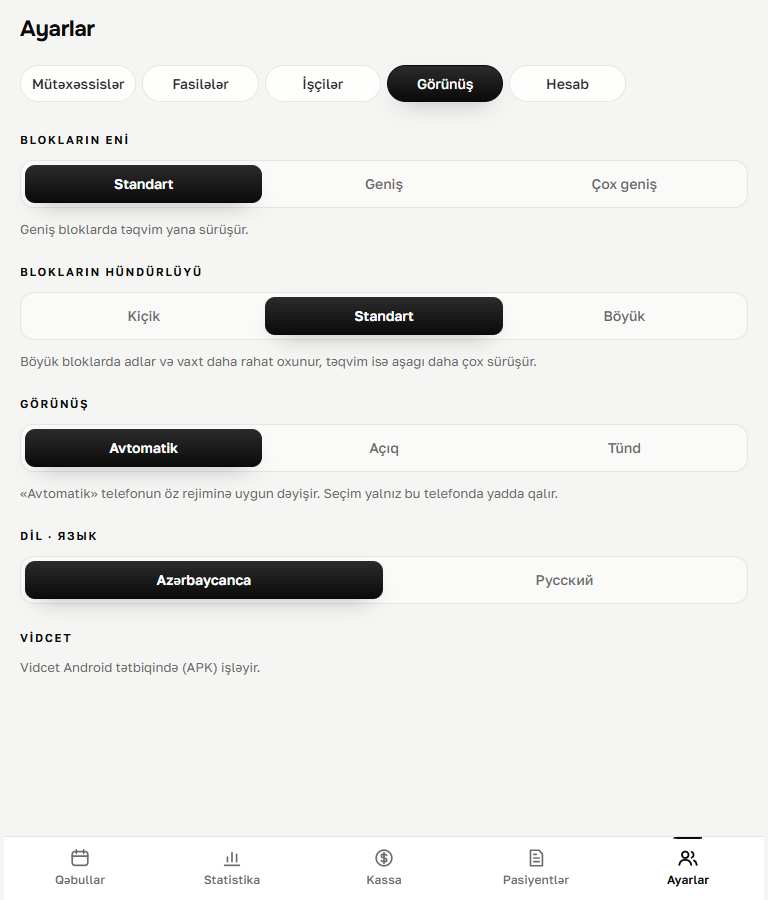 Ayarlar
Mütəxəssislər Fasilələr İşçilər Görünüş Hesab
BLOKLARIN ENİ
Standart Geniş Çox geniş
Geniş bloklarda təqvim yana sürüşür.
BLOKLARIN HÜNDÜRLÜYÜ
Kiçik Standart Böyük
Böyük bloklarda adlar və vaxt daha rahat oxunur, təqvim isə aşağı daha çox sürüşür.
GÖRÜNÜŞ
Avtomatik Açıq Tünd
«Avtomatik» telefonun öz rejiminə uyğun dəyişir. Seçim yalnız bu telefonda yadda qalır.
DİL · ЯЗЫК
Azərbaycanca Русский
VİDCET
Vidcet Android tətbiqində (APK) işləyir.
Qəbullar Statistika Kassa Pasiyentlər Ayarlar